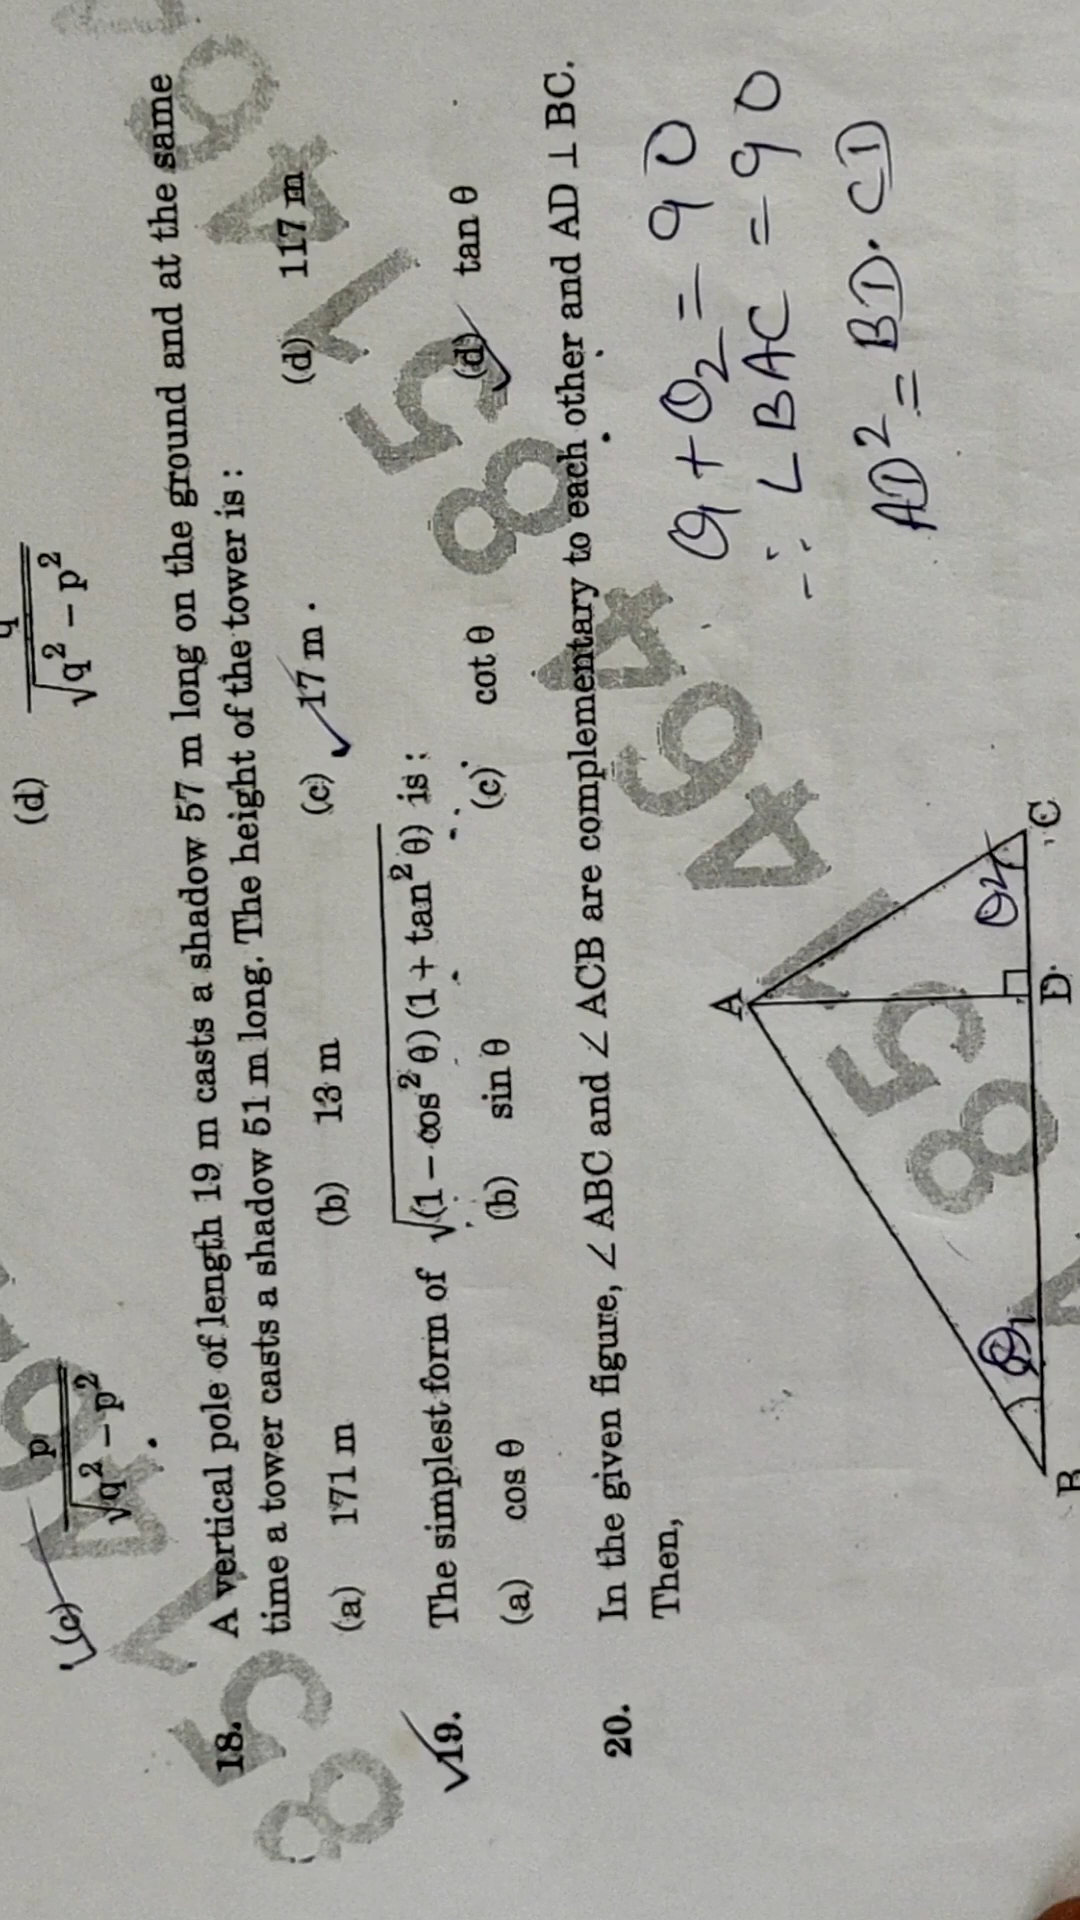 (c) p/√(q² – p²) (d) q/√(q² – p²)
18. A vertical pole of length 19 m casts a shadow 57 m long on the ground and at the same
time a tower casts a shadow 51 m long. The height of the tower is :
(a) 171 m (b) 13 m (c) 17 m (d) 117 m
19. The simplest form of √((1 – cos² θ) (1 + tan² θ)) is :
(a) cos θ (b) sin θ (c) cot θ (d) tan θ
20. In the given figure, ∠ ABC and ∠ ACB are complementary to each other and AD ⊥ BC.
Then,
θ1 + θ2 = 90
∴ ∠BAC = 90
AD² = BD. CD
A
θ1
θ2
B
D
C